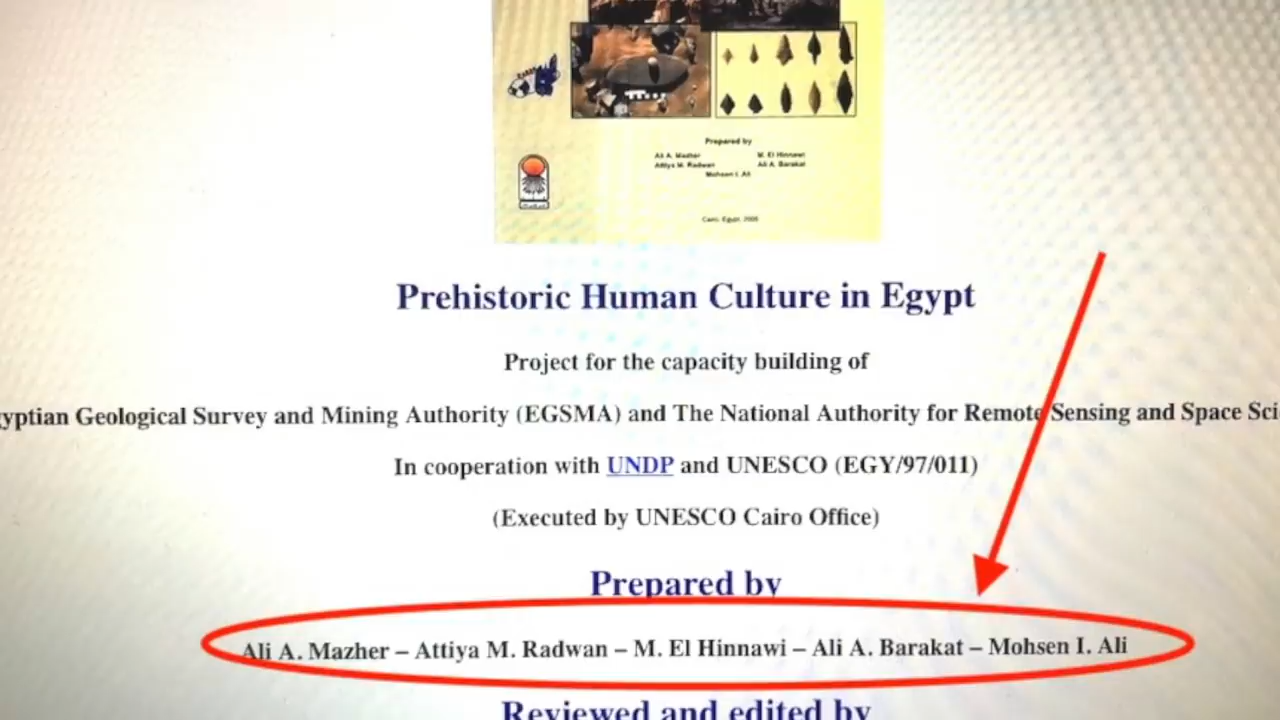 Prepared by
Ali A. Mazher M. El Hinnawi
Attiya M. Radwan Ali A. Barakat
Mohsen I. Ali
Cairo, Egypt, 2005
Prehistoric Human Culture in Egypt
Project for the capacity building of
yptian Geological Survey and Mining Authority (EGSMA) and The National Authority for Remote Sensing and Space Sci
In cooperation with UNDP and UNESCO (EGY/97/011)
(Executed by UNESCO Cairo Office)
Prepared by
Ali A. Mazher – Attiya M. Radwan – M. El Hinnawi – Ali A. Barakat – Mohsen I. Ali
Reviewed and edited by